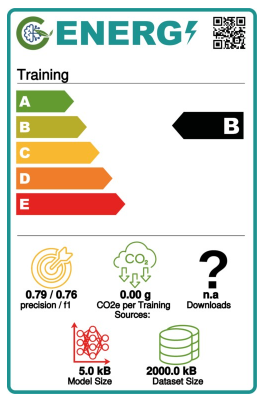 ENERG
Training
A
B
B
C
D
E
CO₂
?
0.79 / 0.76
precision / f1
0.00 g
CO2e per Training
Sources:
n.a
Downloads
5.0 kB
Model Size
2000.0 kB
Dataset Size